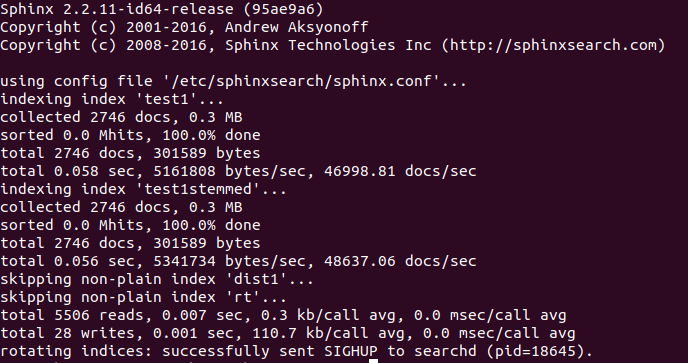 Sphinx 2.2.11-id64-release (95ae9a6)
Copyright (c) 2001-2016, Andrew Aksyonoff
Copyright (c) 2008-2016, Sphinx Technologies Inc (http://sphinxsearch.com)
using config file '/etc/sphinxsearch/sphinx.conf'...
indexing index 'test1'...
collected 2746 docs, 0.3 MB
sorted 0.0 Mhits, 100.0% done
total 2746 docs, 301589 bytes
total 0.058 sec, 5161808 bytes/sec, 46998.81 docs/sec
indexing index 'test1stemmed'...
collected 2746 docs, 0.3 MB
sorted 0.0 Mhits, 100.0% done
total 2746 docs, 301589 bytes
total 0.056 sec, 5341734 bytes/sec, 48637.06 docs/sec
skipping non-plain index 'dist1'...
skipping non-plain index 'rt'...
total 5506 reads, 0.007 sec, 0.3 kb/call avg, 0.0 msec/call avg
total 28 writes, 0.001 sec, 110.7 kb/call avg, 0.0 msec/call avg
rotating indices: successfully sent SIGHUP to searchd (pid=18645).